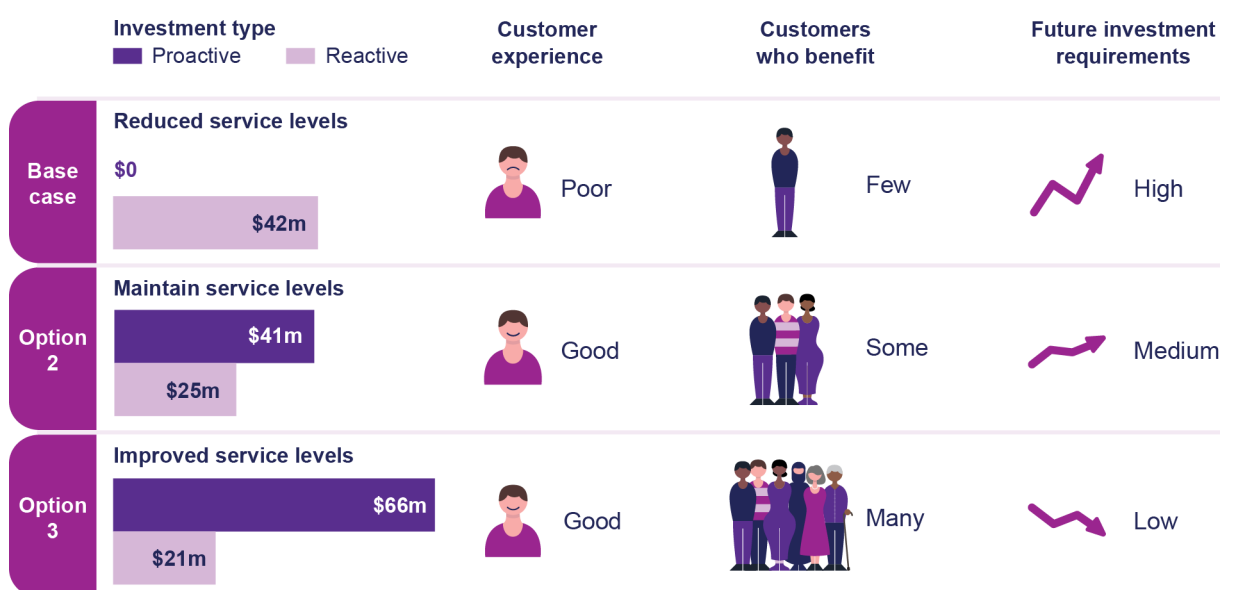 Investment type
Proactive
Reactive
Customer
experience
Customers
who benefit
Future investment
requirements
Base
case
Reduced service levels
$0
$42m
Poor
Few
High
Option
2
Maintain service levels
$41m
$25m
Good
Some
Medium
Option
3
Improved service levels
$66m
$21m
Good
Many
Low